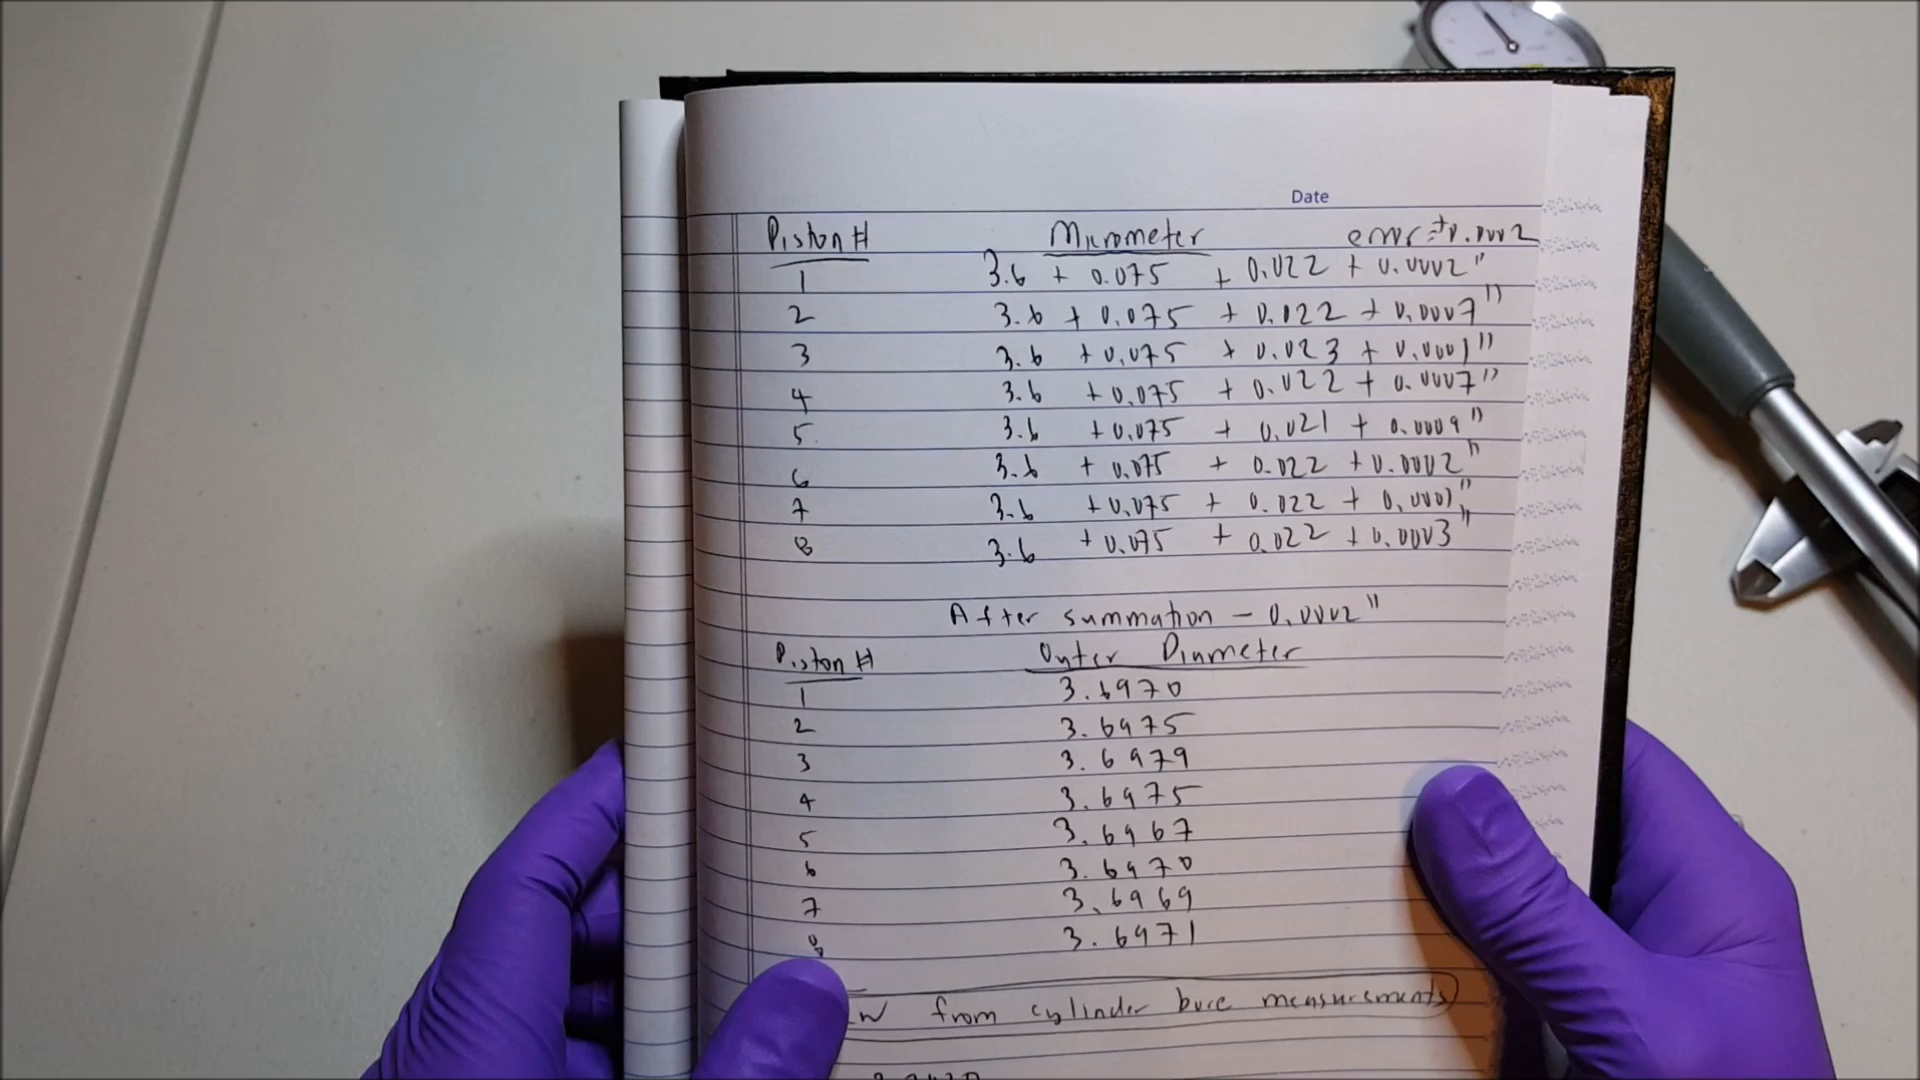 Date
Piston # Micrometer error = ±0.0002
1 3.6 + 0.075 + 0.022 + 0.0002"
2 3.6 + 0.075 + 0.022 + 0.0007"
3 3.6 + 0.075 + 0.023 + 0.0001"
4 3.6 + 0.075 + 0.022 + 0.0007"
5 3.6 + 0.075 + 0.021 + 0.0009"
6 3.6 + 0.075 + 0.022 + 0.0002"
7 3.6 + 0.075 + 0.022 + 0.0001"
8 3.6 + 0.075 + 0.022 + 0.0003"
After summation - 0.0002"
Piston # Outer Diameter
1 3.6970
2 3.6975
3 3.6979
4 3.6975
5 3.6967
6 3.6970
7 3.6969
8 3.6971
from cylinder bore measurements